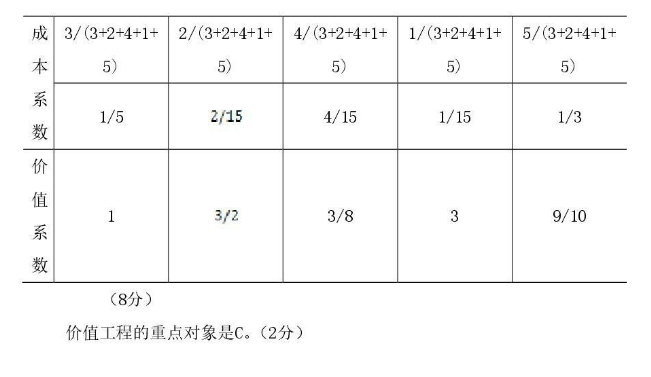 成本系数 3/(3+2+4+1+5) 2/(3+2+4+1+5) 4/(3+2+4+1+5) 1/(3+2+4+1+5) 5/(3+2+4+1+5)
1/5 2/15 4/15 1/15 1/3
价值系数 1 3/2 3/8 3 9/10
（8分）
价值工程的重点对象是C。（2分）